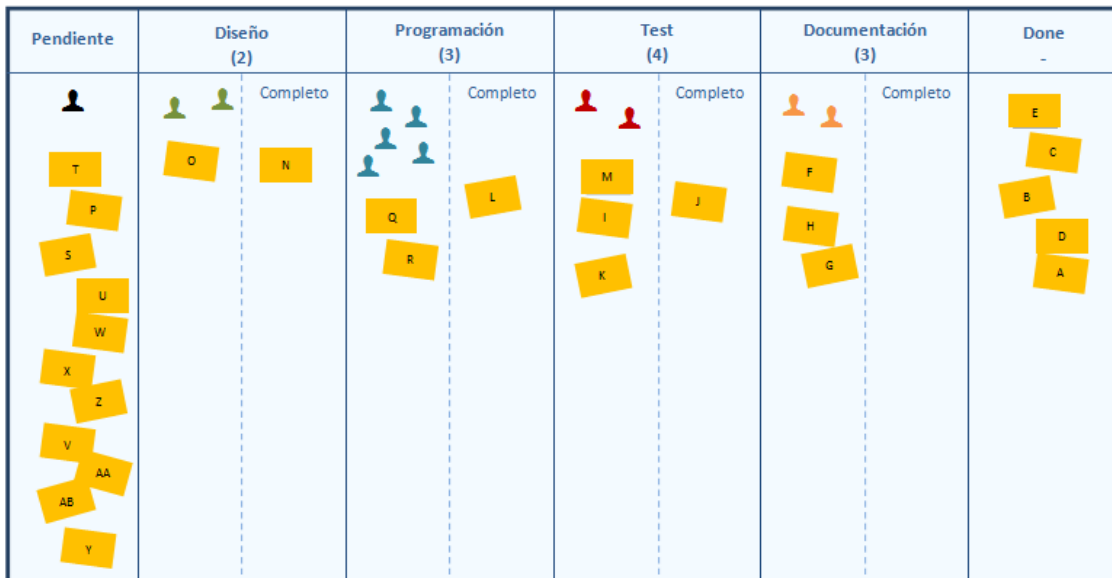 Pendiente
Diseño
(2)
Programación
(3)
Test
(4)
Documentación
(3)
Done
-
Completo
Completo
Completo
Completo
T
P
S
U
W
X
Z
V
AA
AB
Y
O
N
Q
R
L
M
I
K
J
F
H
G
E
C
B
D
A